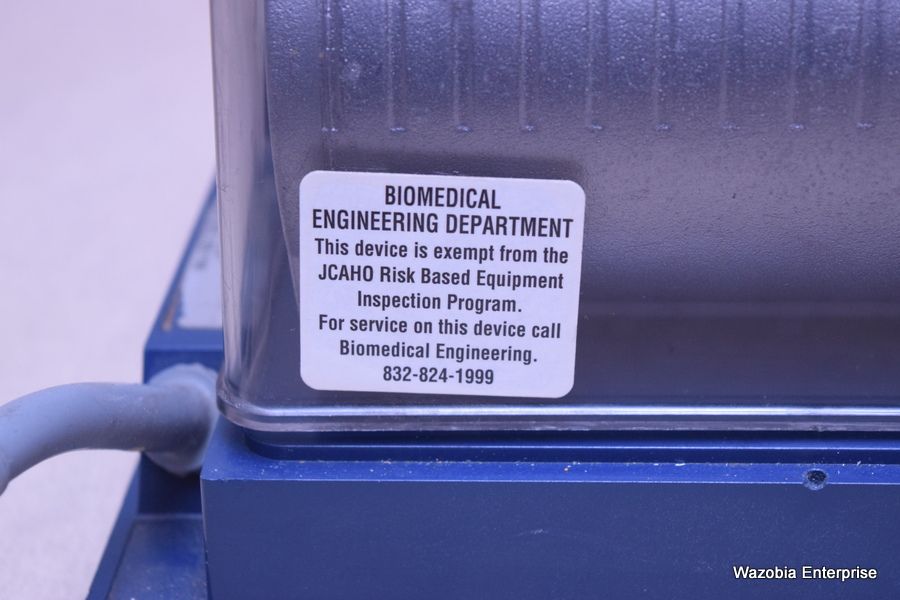 BIOMEDICAL
ENGINEERING DEPARTMENT
This device is exempt from the
JCAHO Risk Based Equipment
Inspection Program.
For service on this device call
Biomedical Engineering.
832-824-1999
Wazobia Enterprise